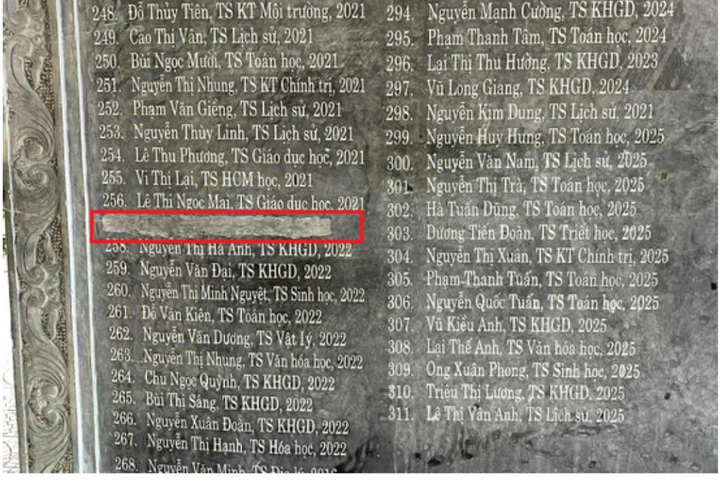 248. Đỗ Thùy Tiên, TS KT Môi trường, 2021
249. Cao Thị Vân, TS Lịch sử, 2021
250. Bùi Ngọc Mười, TS Toán học, 2021
251. Nguyễn Thị Nhung, TS KT Chính trị, 2021
252. Phạm Văn Giềng, TS Lịch sử, 2021
253. Nguyễn Thùy Linh, TS Lịch sử, 2021
254. Lê Thu Phương, TS Giáo dục học, 2021
255. Vi Thị Lại, TS HCM học, 2021
256. Lê Thị Ngọc Mai, TS Giáo dục học, 2021
258. Nguyễn Thị Hà Anh, TS KHGD, 2022
259. Nguyễn Văn Đại, TS KHGD, 2022
260. Nguyễn Thị Minh Nguyệt, TS Sinh học, 2022
261. Đỗ Văn Kiên, TS Toán học, 2022
262. Nguyễn Văn Dương, TS Vật lý, 2022
263. Nguyễn Thị Nhung, TS Văn hóa học, 2022
264. Chu Ngọc Quỳnh, TS KHGD, 2022
265. Bùi Thị Sáng, TS KHGD, 2022
266. Nguyễn Xuân Đoàn, TS KHGD, 2022
267. Nguyễn Thị Hạnh, TS Hóa học, 2022
268. Nguyễn Văn Minh, TS Địa lý
294. Nguyễn Mạnh Cường, TS KHGD, 2024
295. Phạm Thanh Tâm, TS Toán học, 2024
296. Lại Thị Thu Hường, TS KHGD, 2023
297. Vũ Long Giang, TS KHGD, 2024
298. Nguyễn Kim Dung, TS Lịch sử, 2021
299. Nguyễn Huy Hưng, TS Toán học, 2025
300. Nguyễn Văn Nam, TS Lịch sử, 2025
301. Nguyễn Thị Trà, TS Toán học, 2025
302. Hà Tuấn Dũng, TS Toán học, 2025
303. Dương Tiến Đoàn, TS Triết học, 2025
304. Nguyễn Thị Xuân, TS KT Chính trị, 2025
305. Phạm Thanh Tuấn, TS Toán học, 2025
306. Nguyễn Quốc Tuấn, TS Toán học, 2025
307. Vũ Kiều Anh, TS KHGD, 2025
308. Lại Thế Anh, TS Văn hóa học, 2025
309. Ong Xuân Phong, TS Sinh học, 2025
310. Triệu Thị Lương, TS KHGD, 2025
311. Lê Thị Vân Anh, TS Lịch sử, 2025